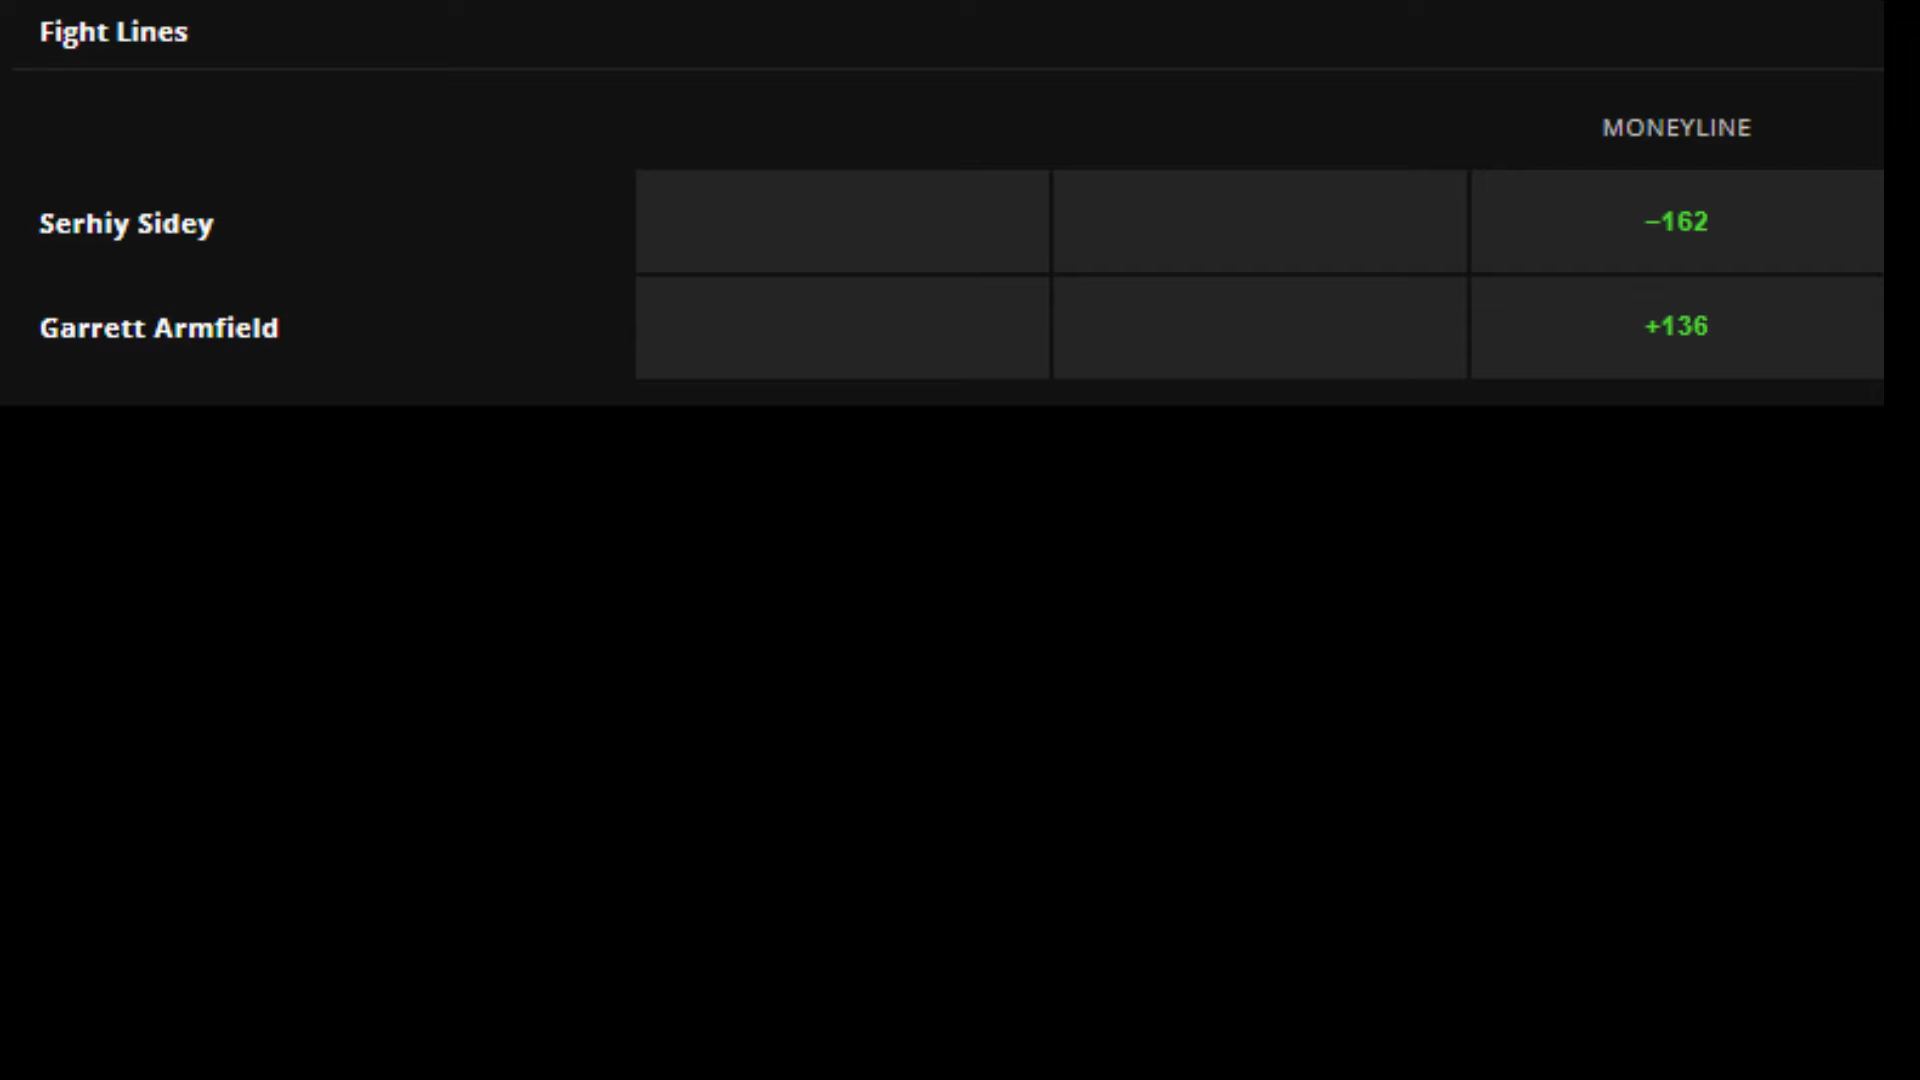 Fight Lines
MONEYLINE
Serhiy Sidey
−162
Garrett Armfield
+136